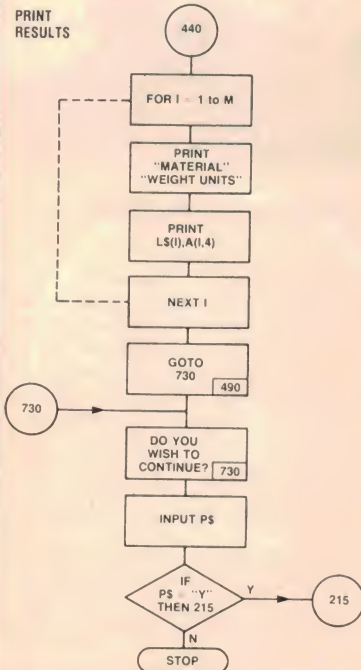 PRINT
RESULTS
440
FOR I = 1 to M
PRINT
"MATERIAL"
"WEIGHT UNITS"
PRINT
L$(I),A(I,4)
NEXT I
GOTO
730
490
730
DO YOU
WISH TO
CONTINUE?
730
INPUT P$
IF
P$ = "Y"
THEN 215
Y
215
N
STOP